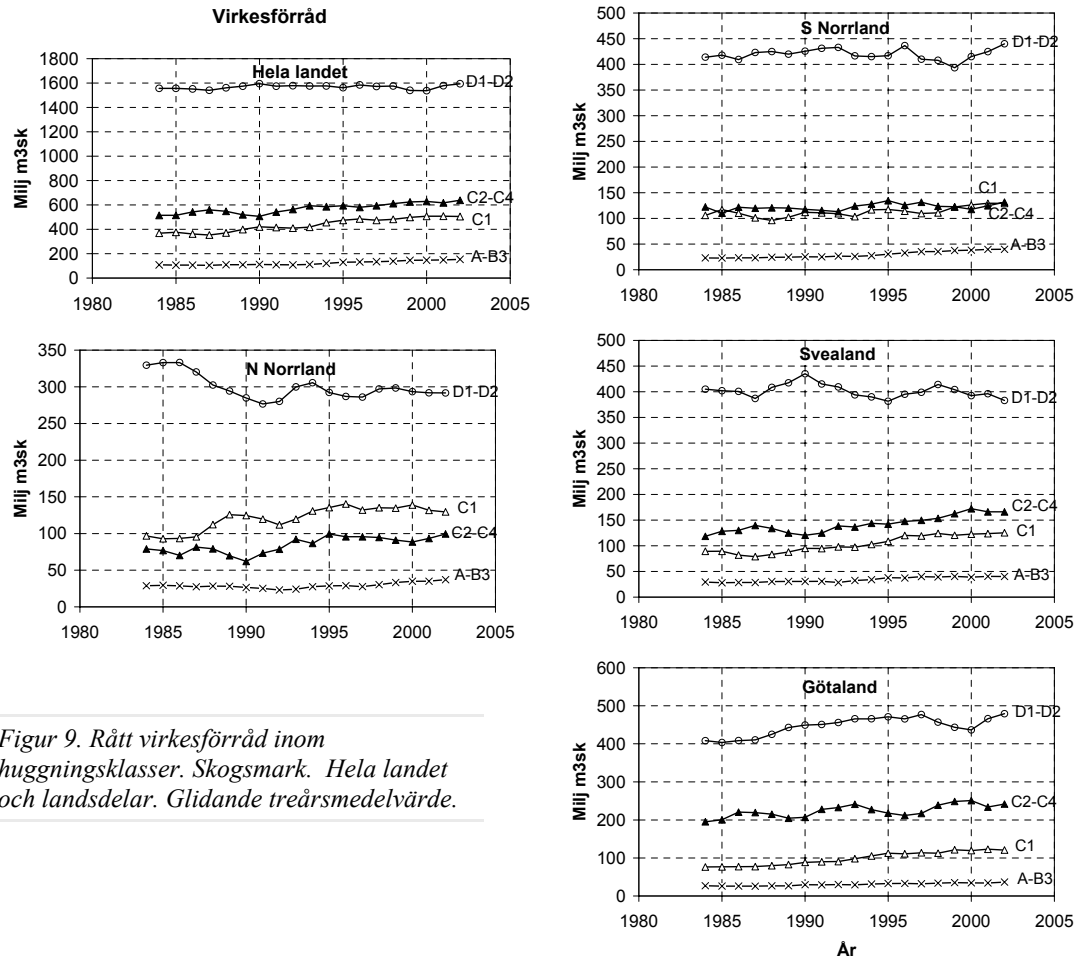 Virkesförråd
Hela landet
Milj m3sk
1800
1600
1400
1200
1000
800
600
400
200
0
D1-D2
C2-C4
C1
A-B3
1980 1985 1990 1995 2000 2005
S Norrland
Milj m3sk
500
450
400
350
300
250
200
150
100
50
0
D1-D2
C1
C2-C4
A-B3
1980 1985 1990 1995 2000 2005
N Norrland
Milj m3sk
350
300
250
200
150
100
50
0
D1-D2
C1
C2-C4
A-B3
1980 1985 1990 1995 2000 2005
Svealand
Milj m3sk
500
450
400
350
300
250
200
150
100
50
0
D1-D2
C2-C4
C1
A-B3
1980 1985 1990 1995 2000 2005
Götaland
Milj m3sk
600
500
400
300
200
100
0
D1-D2
C2-C4
C1
A-B3
1980 1985 1990 1995 2000 2005
År
Figur 9. Rått virkesförråd inom
huggningsklasser. Skogsmark. Hela landet
och landsdelar. Glidande treårsmedelvärde.